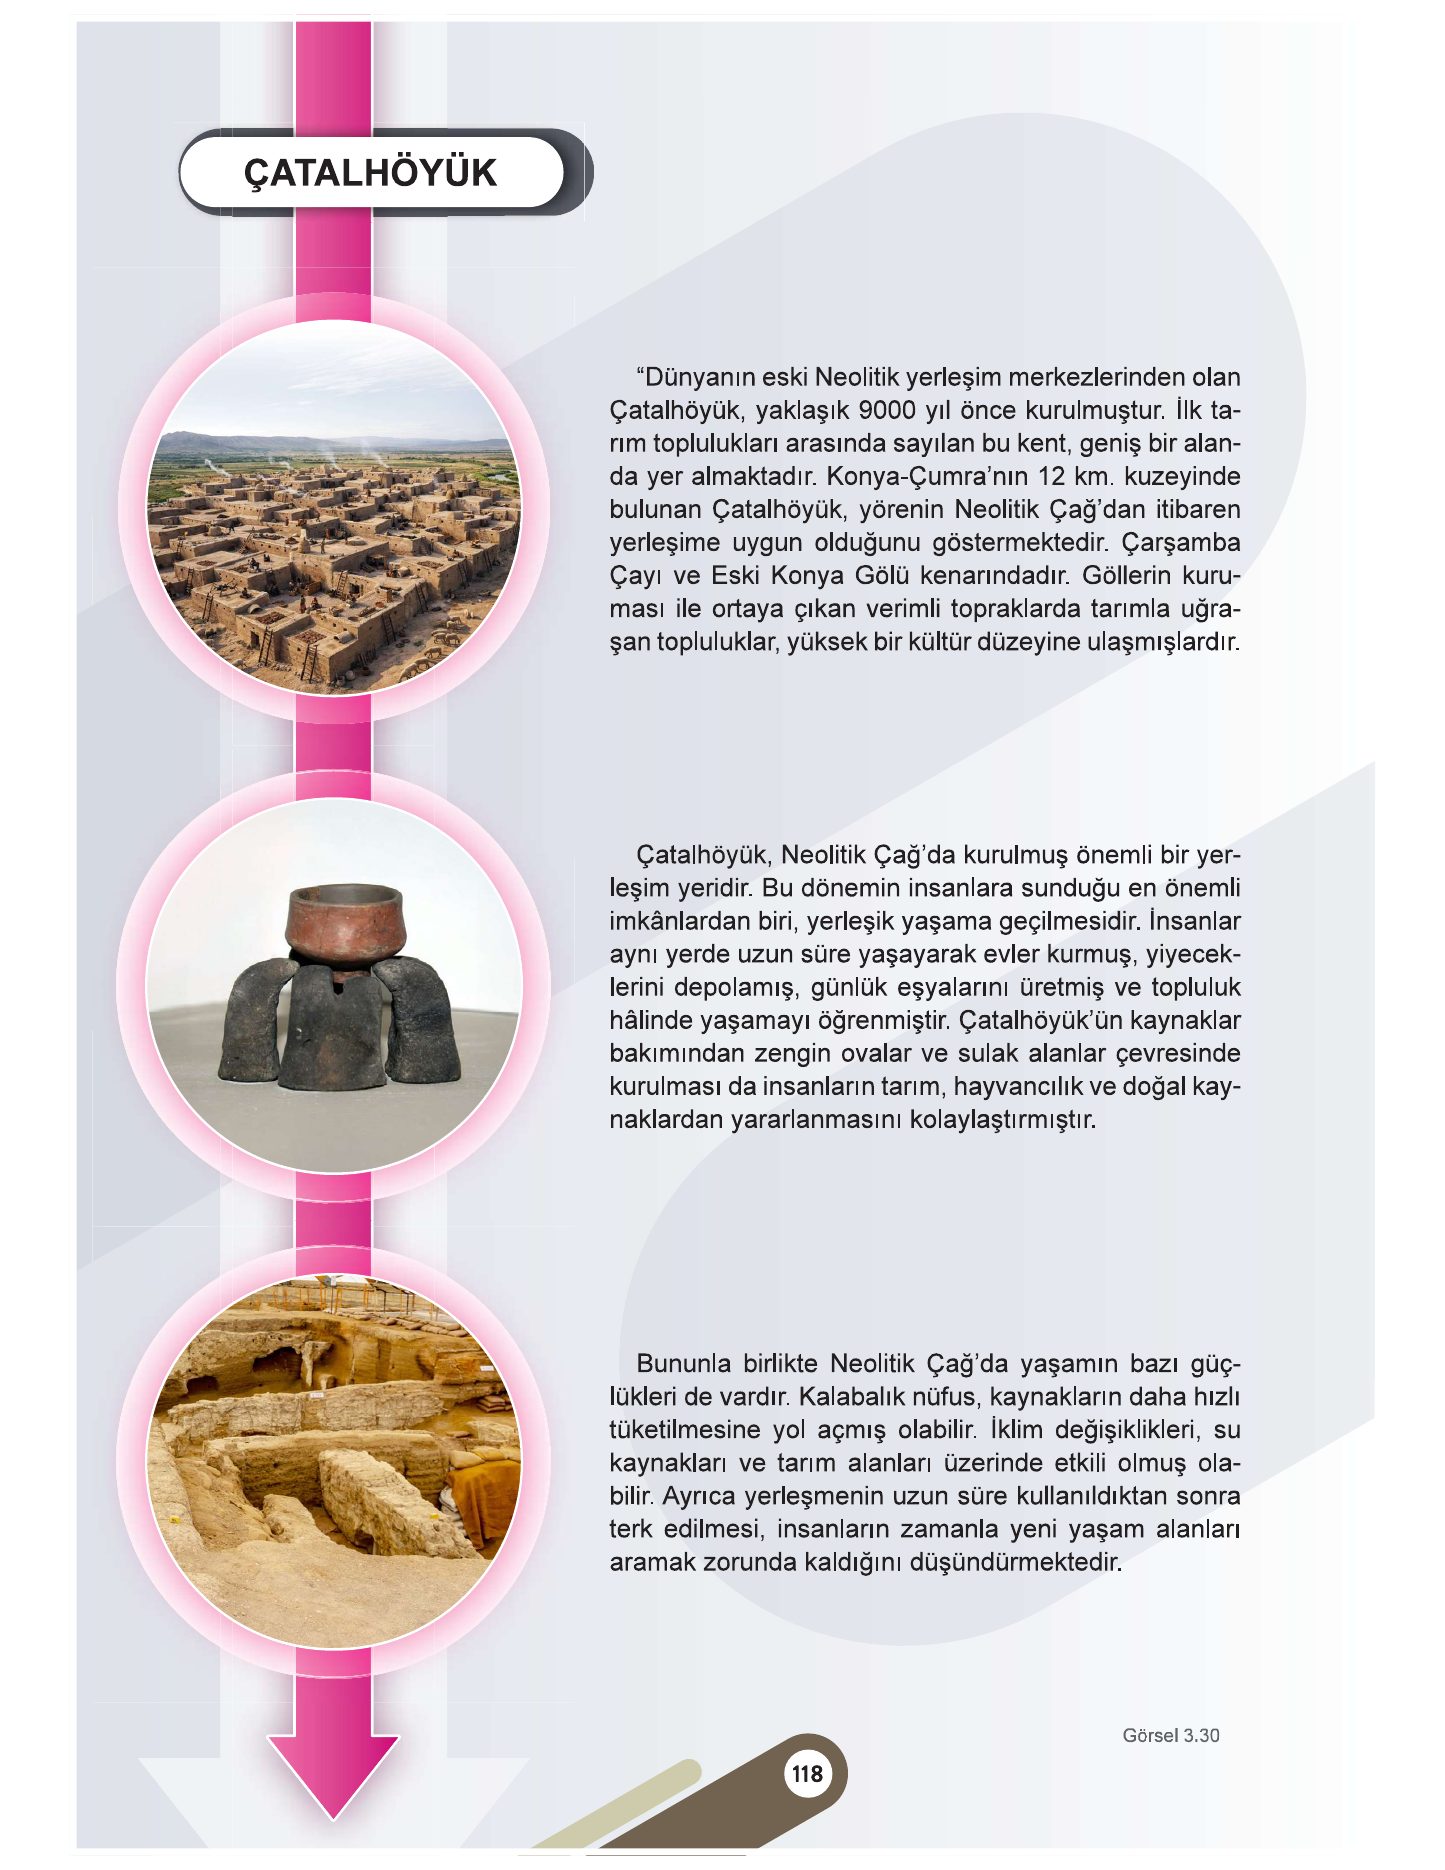 ÇATALHÖYÜK
“Dünyanın eski Neolitik yerleşim merkezlerinden olan
Çatalhöyük, yaklaşık 9000 yıl önce kurulmuştur. İlk ta-
rım toplulukları arasında sayılan bu kent, geniş bir alan-
da yer almaktadır. Konya-Çumra’nın 12 km. kuzeyinde
bulunan Çatalhöyük, yörenin Neolitik Çağ’dan itibaren
yerleşime uygun olduğunu göstermektedir. Çarşamba
Çayı ve Eski Konya Gölü kenarındadır. Göllerin kuru-
ması ile ortaya çıkan verimli topraklarda tarımla uğra-
şan topluluklar, yüksek bir kültür düzeyine ulaşmışlardır.
Çatalhöyük, Neolitik Çağ’da kurulmuş önemli bir yer-
leşim yeridir. Bu dönemin insanlara sunduğu en önemli
imkânlardan biri, yerleşik yaşama geçilmesidir. İnsanlar
aynı yerde uzun süre yaşayarak evler kurmuş, yiyecek-
lerini depolamış, günlük eşyalarını üretmiş ve topluluk
hâlinde yaşamayı öğrenmiştir. Çatalhöyük’ün kaynaklar
bakımından zengin ovalar ve sulak alanlar çevresinde
kurulması da insanların tarım, hayvancılık ve doğal kay-
naklardan yararlanmasını kolaylaştırmıştır.
Bununla birlikte Neolitik Çağ’da yaşamın bazı güç-
lükleri de vardır. Kalabalık nüfus, kaynakların daha hızlı
tüketilmesine yol açmış olabilir. İklim değişiklikleri, su
kaynakları ve tarım alanları üzerinde etkili olmuş ola-
bilir. Ayrıca yerleşmenin uzun süre kullanıldıktan sonra
terk edilmesi, insanların zamanla yeni yaşam alanları
aramak zorunda kaldığını düşündürmektedir.
Görsel 3.30
118